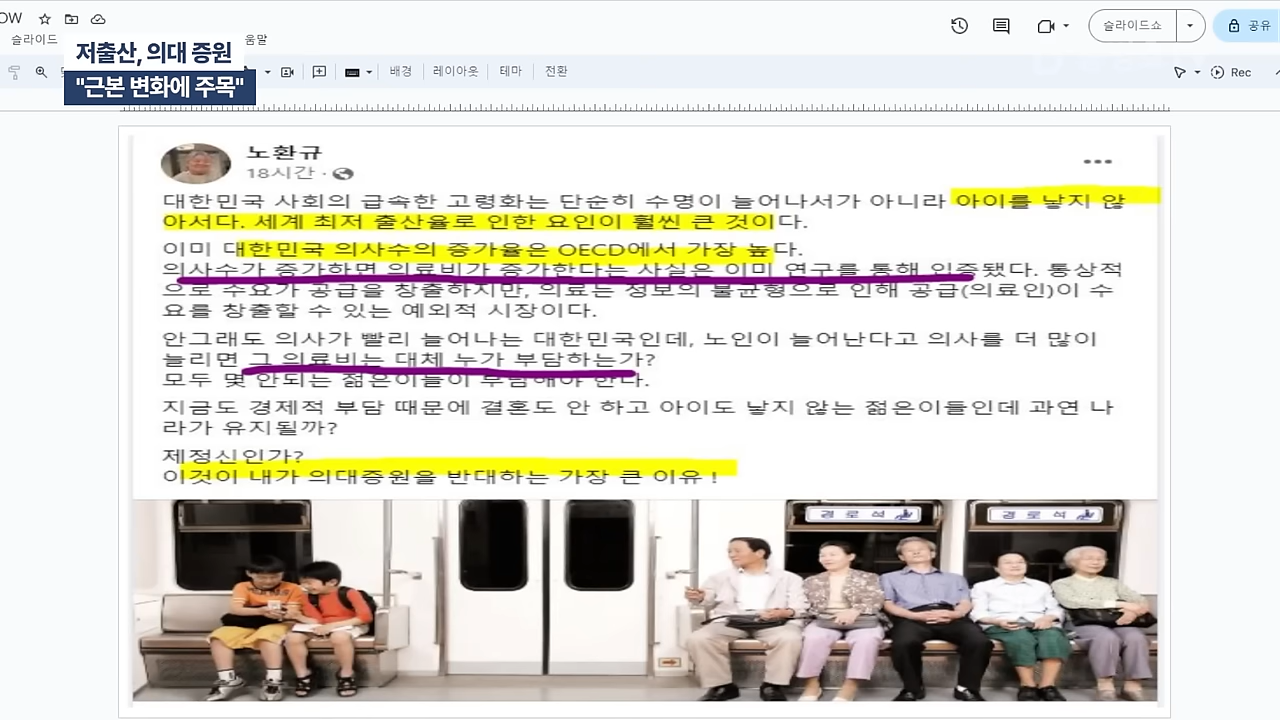 OW
슬라이드쇼
공유
슬라이드
움말
저출산, 의대 증원
"근본 변화에 주목"
배경
레이아웃
테마
전환
Rec
노환규
18시간 ·
대한민국 사회의 급속한 고령화는 단순히 수명이 늘어나서가 아니라 아이를 낳지 않
아서다. 세계 최저 출산율로 인한 요인이 훨씬 큰 것이다.
이미 대한민국 의사수의 증가율은 OECD에서 가장 높다.
의사수가 증가하면 의료비가 증가한다는 사실은 이미 연구를 통해 입증됐다. 통상적
으로 수요가 공급을 창출하지만, 의료는 정보의 불균형으로 인해 공급(의료인)이 수
요를 창출할 수 있는 예외적 시장이다.
안그래도 의사가 빨리 늘어나는 대한민국인데, 노인이 늘어난다고 의사를 더 많이
늘리면 그 의료비는 대체 누가 부담하는가?
모두 몇 안되는 젊은이들이 부담해야 한다.
지금도 경제적 부담 때문에 결혼도 안 하고 아이도 낳지 않는 젊은이들인데 과연 나
라가 유지될까?
제정신인가?
이것이 내가 의대증원을 반대하는 가장 큰 이유 !
경로석
경로석